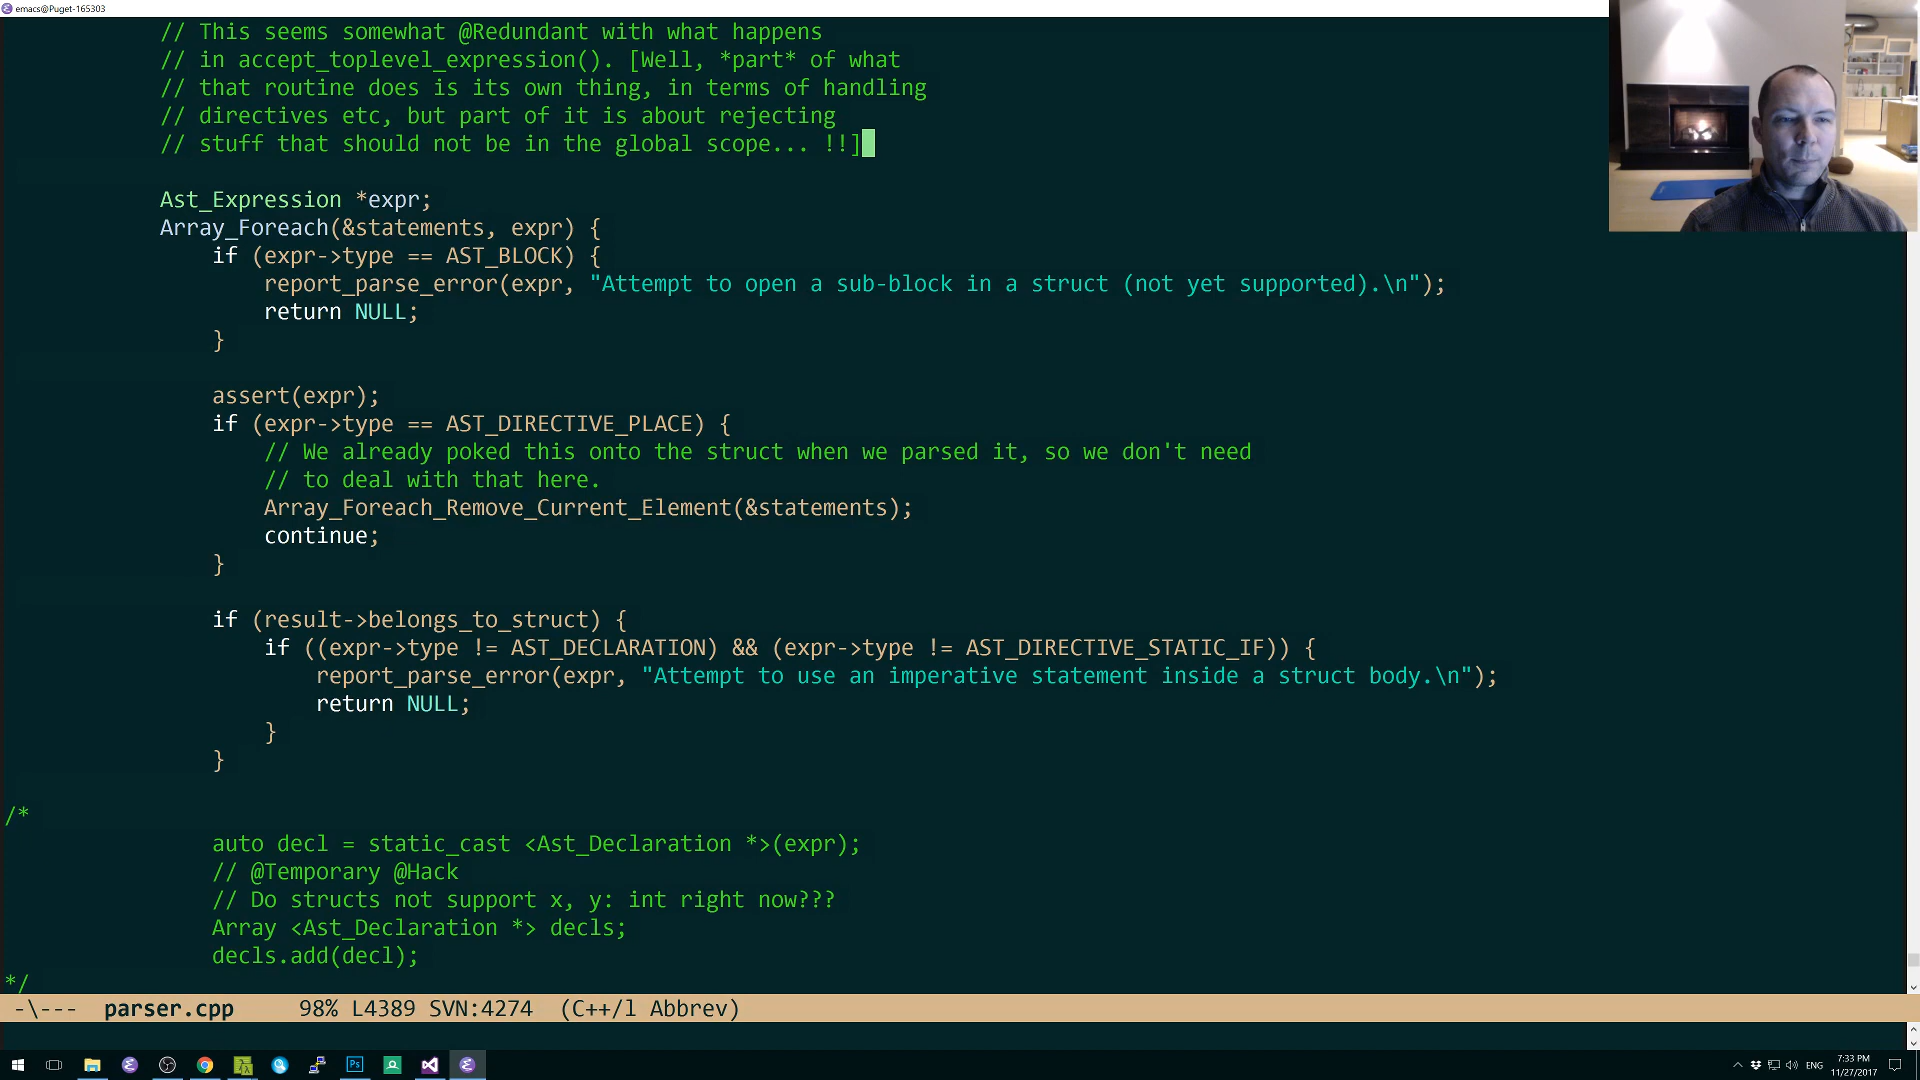 emacs@Puget-165303
// This seems somewhat @Redundant with what happens
// in accept_toplevel_expression(). [Well, *part* of what
// that routine does is its own thing, in terms of handling
// directives etc, but part of it is about rejecting
// stuff that should not be in the global scope... !!]
Ast_Expression *expr;
Array_Foreach(&statements, expr) {
if (expr->type == AST_BLOCK) {
report_parse_error(expr, "Attempt to open a sub-block in a struct (not yet supported).\n");
return NULL;
}
assert(expr);
if (expr->type == AST_DIRECTIVE_PLACE) {
// We already poked this onto the struct when we parsed it, so we don't need
// to deal with that here.
Array_Foreach_Remove_Current_Element(&statements);
continue;
}
if (result->belongs_to_struct) {
if ((expr->type != AST_DECLARATION) && (expr->type != AST_DIRECTIVE_STATIC_IF)) {
report_parse_error(expr, "Attempt to use an imperative statement inside a struct body.\n");
return NULL;
}
}
/*
auto decl = static_cast <Ast_Declaration *>(expr);
// @Temporary @Hack
// Do structs not support x, y: int right now???
Array <Ast_Declaration *> decls;
decls.add(decl);
*/
-\--- parser.cpp 98% L4389 SVN:4274 (C++/l Abbrev)
Ps
ENG
7:33 PM
11/27/2017